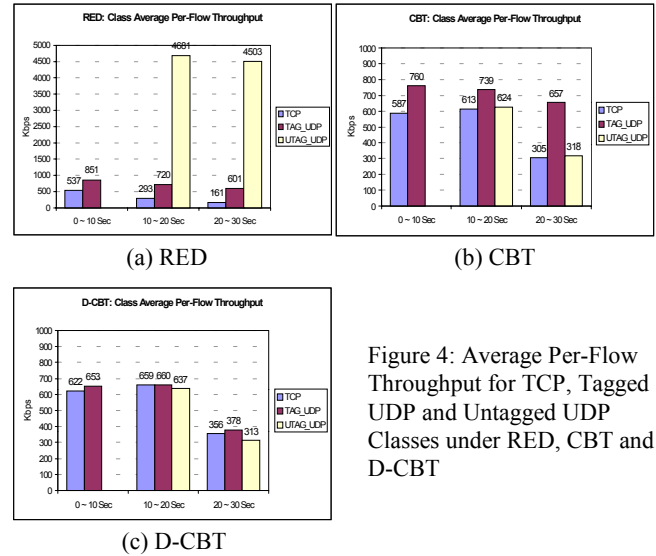 RED: Class Average Per-Flow Throughput
5000
4500
4000
3500
3000
2500
2000
1500
1000
500
0
Kbps
537
851
293
720
4681
161
601
4503
0 ~ 10 Sec
10 ~ 20 Sec
20 ~ 30 Sec
TCP
TAG_UDP
UTAG_UDP
(a) RED
CBT: Class Average Per-Flow Throughput
1000
900
800
700
600
500
400
300
200
100
0
Kbps
587
760
613
739
624
305
657
318
0 ~ 10 Sec
10 ~ 20 Sec
20 ~ 30 Sec
TCP
TAG_UDP
UTAG_UDP
(b) CBT
D-CBT: Class Average Per-Flow Throughput
1000
900
800
700
600
500
400
300
200
100
0
Kbps
622
653
659
660
637
356
378
313
0 ~ 10 Sec
10 ~ 20 Sec
20 ~ 30 Sec
TCP
TAG_UDP
UTAG_UDP
(c) D-CBT
Figure 4: Average Per-Flow
Throughput for TCP, Tagged
UDP and Untagged UDP
Classes under RED, CBT and
D-CBT